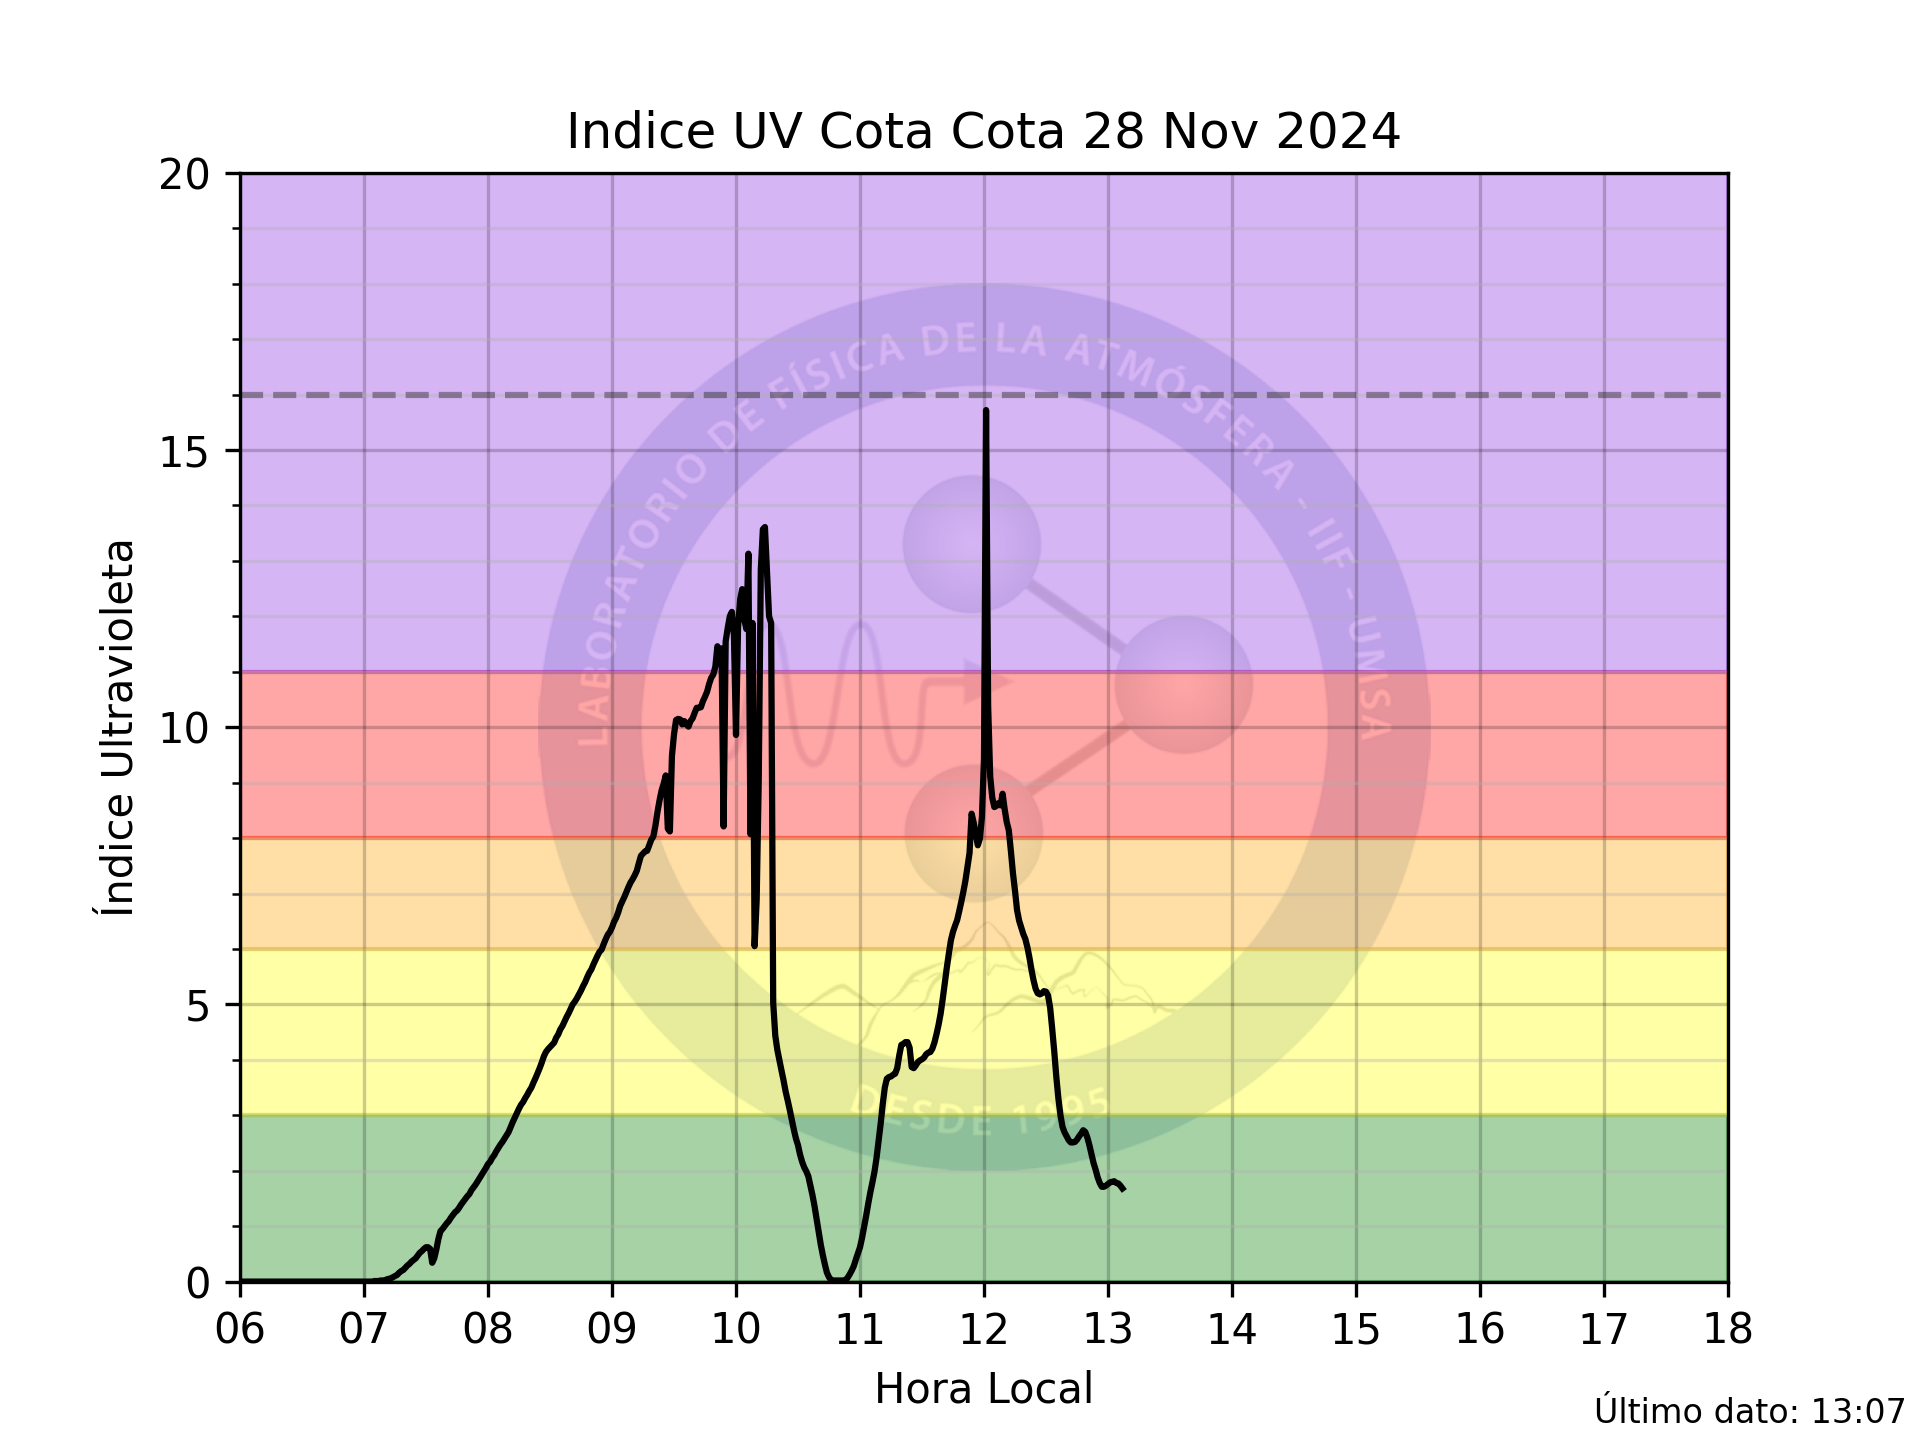 Indice UV Cota Cota 28 Nov 2024
20
15
10
5
0
Índice Ultravioleta
LABORATORIO DE FÍSICA DE LA ATMÓSFERA - IIF - UMSA
DESDE 1995
06 07 08 09 10 11 12 13 14 15 16 17 18
Hora Local
Último dato: 13:07